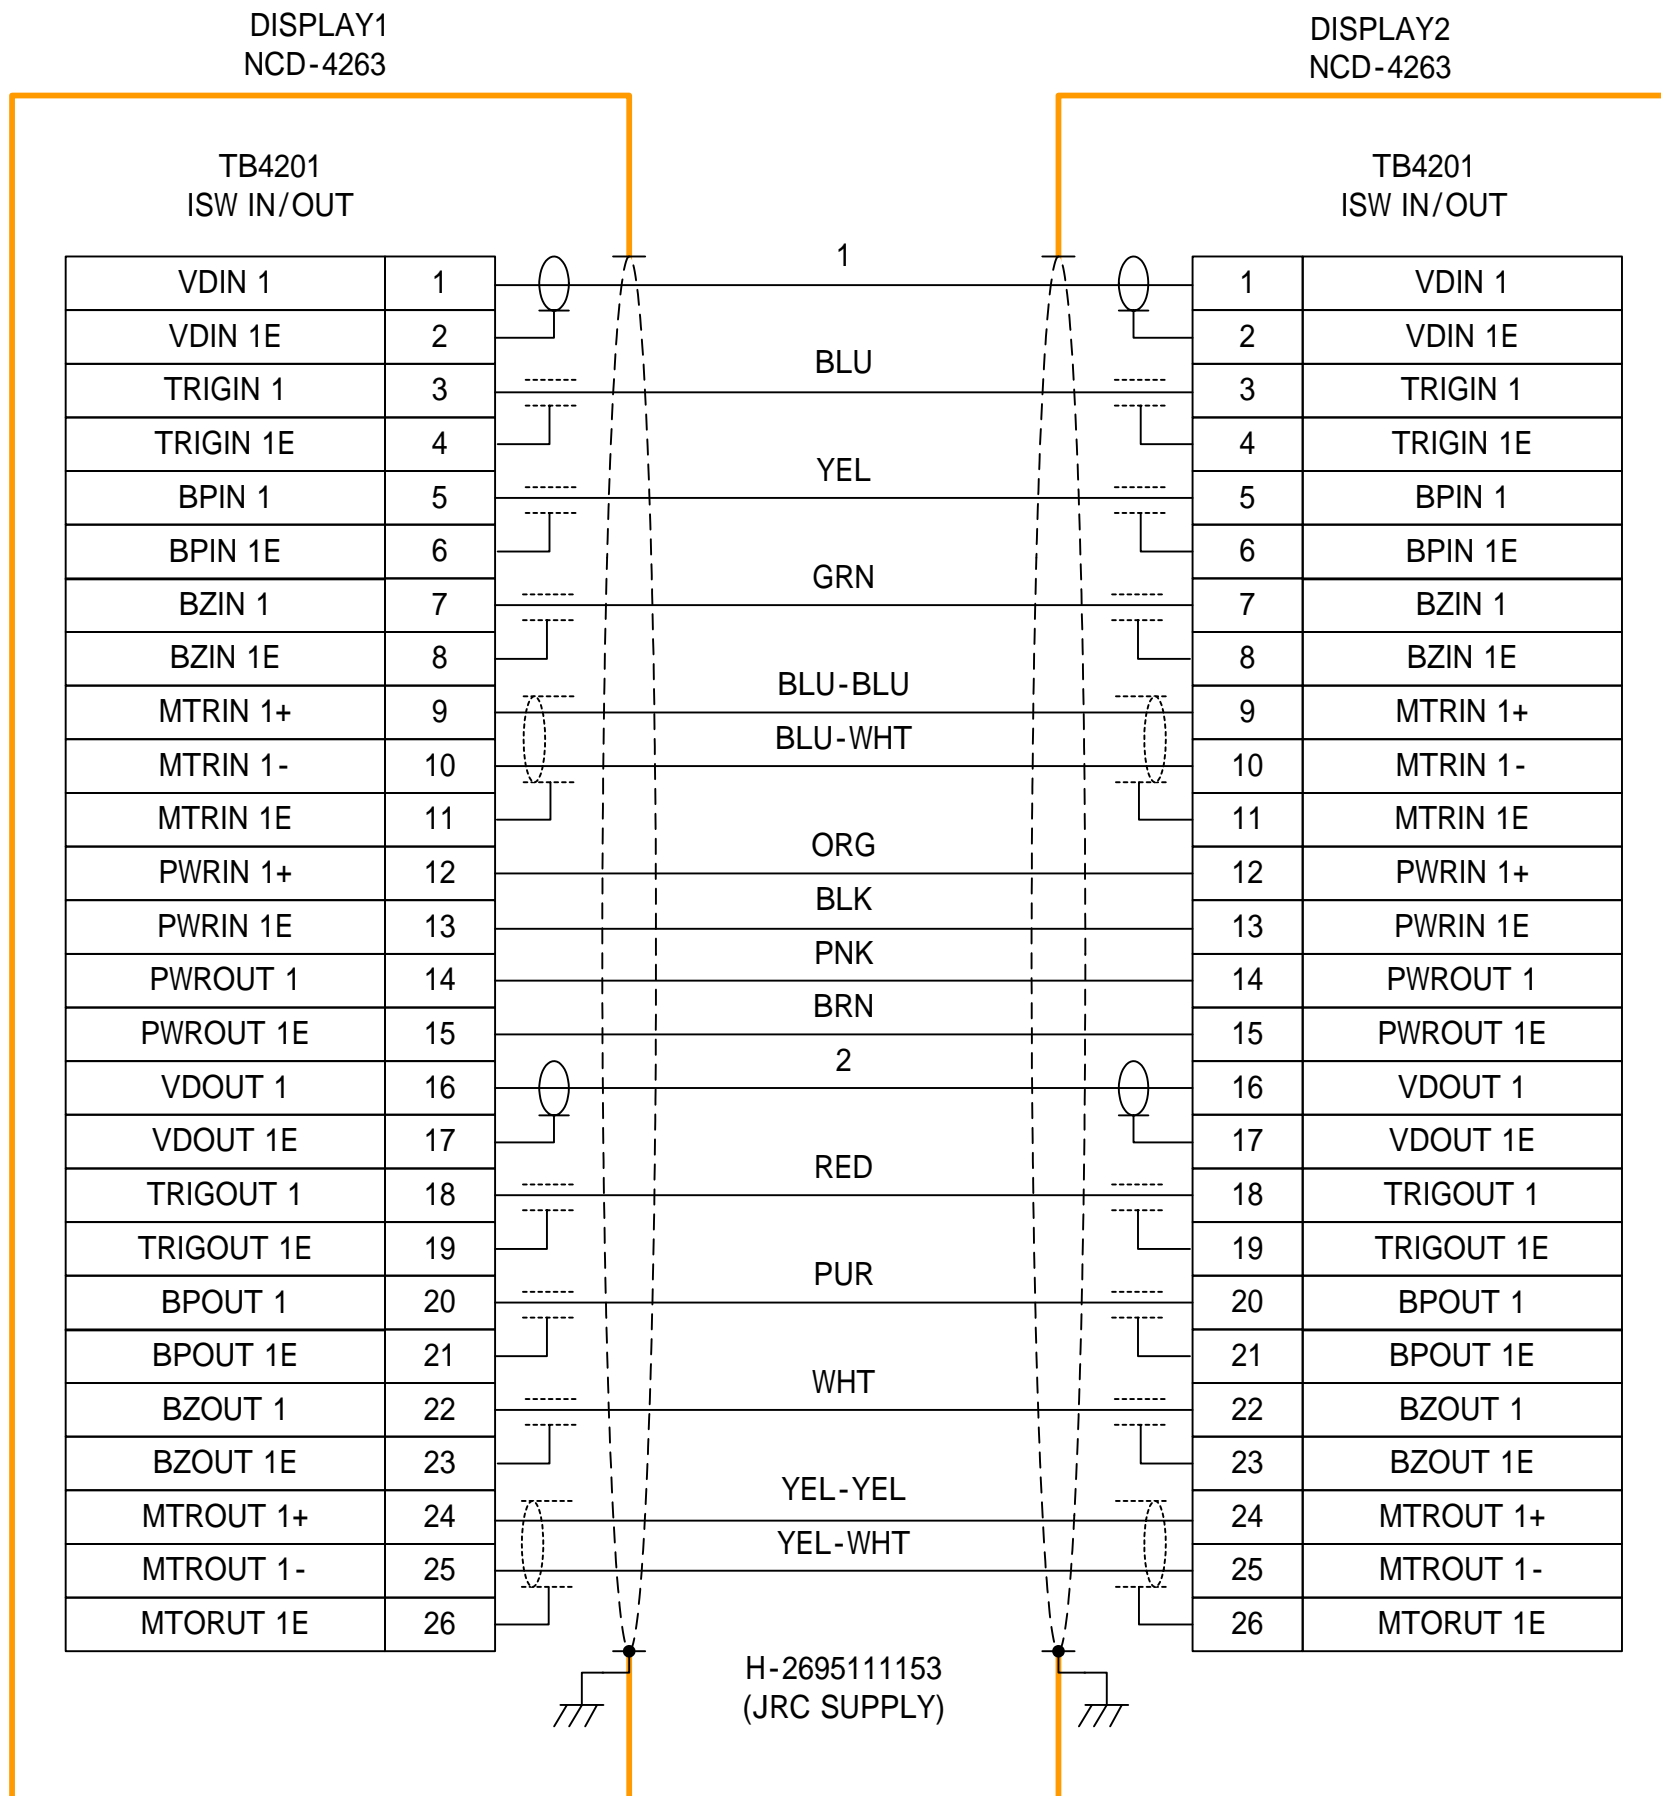 DISPLAY1
NCD-4263
DISPLAY2
NCD-4263
TB4201
ISW IN/OUT
TB4201
ISW IN/OUT
VDIN 1 1 1 1 VDIN 1
VDIN 1E 2 2 VDIN 1E
BLU
TRIGIN 1 3 3 TRIGIN 1
TRIGIN 1E 4 4 TRIGIN 1E
YEL
BPIN 1 5 5 BPIN 1
BPIN 1E 6 6 BPIN 1E
GRN
BZIN 1 7 7 BZIN 1
BZIN 1E 8 8 BZIN 1E
BLU-BLU
MTRIN 1+ 9 9 MTRIN 1+
BLU-WHT
MTRIN 1- 10 10 MTRIN 1-
MTRIN 1E 11 11 MTRIN 1E
ORG
PWRIN 1+ 12 12 PWRIN 1+
BLK
PWRIN 1E 13 13 PWRIN 1E
PNK
PWROUT 1 14 14 PWROUT 1
BRN
PWROUT 1E 15 15 PWROUT 1E
2
VDOUT 1 16 16 VDOUT 1
VDOUT 1E 17 17 VDOUT 1E
RED
TRIGOUT 1 18 18 TRIGOUT 1
TRIGOUT 1E 19 19 TRIGOUT 1E
PUR
BPOUT 1 20 20 BPOUT 1
BPOUT 1E 21 21 BPOUT 1E
WHT
BZOUT 1 22 22 BZOUT 1
BZOUT 1E 23 23 BZOUT 1E
YEL-YEL
MTROUT 1+ 24 24 MTROUT 1+
YEL-WHT
MTROUT 1- 25 25 MTROUT 1-
MTORUT 1E 26 26 MTORUT 1E
H-2695111153
(JRC SUPPLY)